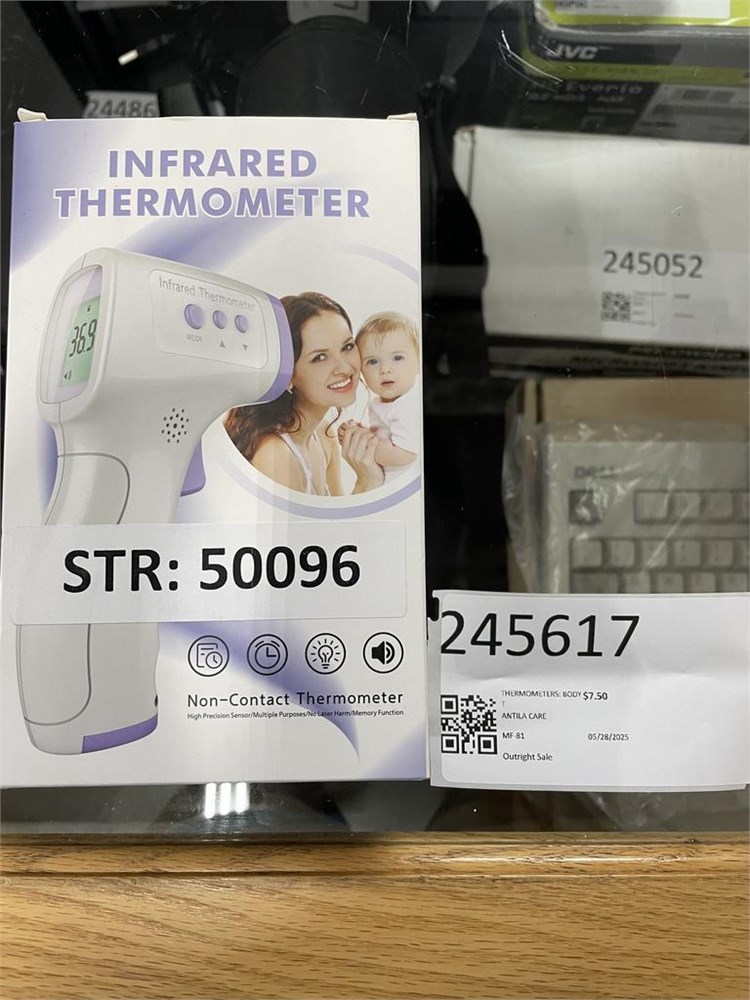 24486
JVC
Everio
INFRARED
THERMOMETER
245052
Infrared Thermometer
36.9
MODE
DELL
STR: 50096
245617
THERMOMETERS: BODY $7.50
T
ANTILA CARE
MF-81 05/28/2025
Outright Sale
Non-Contact Thermometer
High Precision Sensor/Multiple Purposes/No Laser Harm/Memory Function